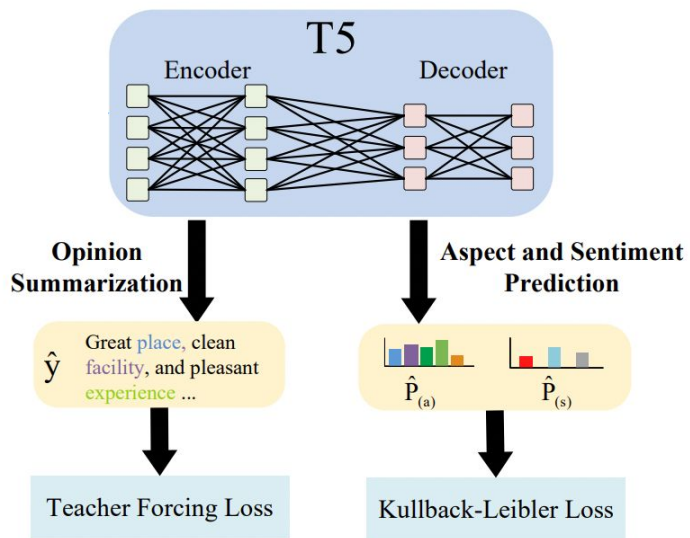 T5
Encoder
Decoder
Opinion
Summarization
Aspect and Sentiment
Prediction
ŷ
Great place, clean
facility, and pleasant
experience ...
P̂(a)
P̂(s)
Teacher Forcing Loss
Kullback-Leibler Loss